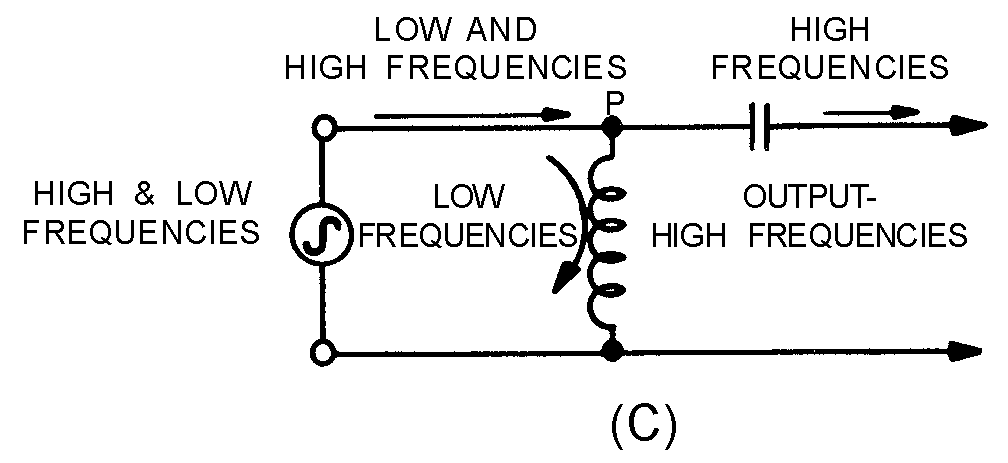 LOW AND
HIGH FREQUENCIES
HIGH
FREQUENCIES
P
HIGH & LOW
FREQUENCIES
LOW
FREQUENCIES
OUTPUT-
HIGH FREQUENCIES
(C)